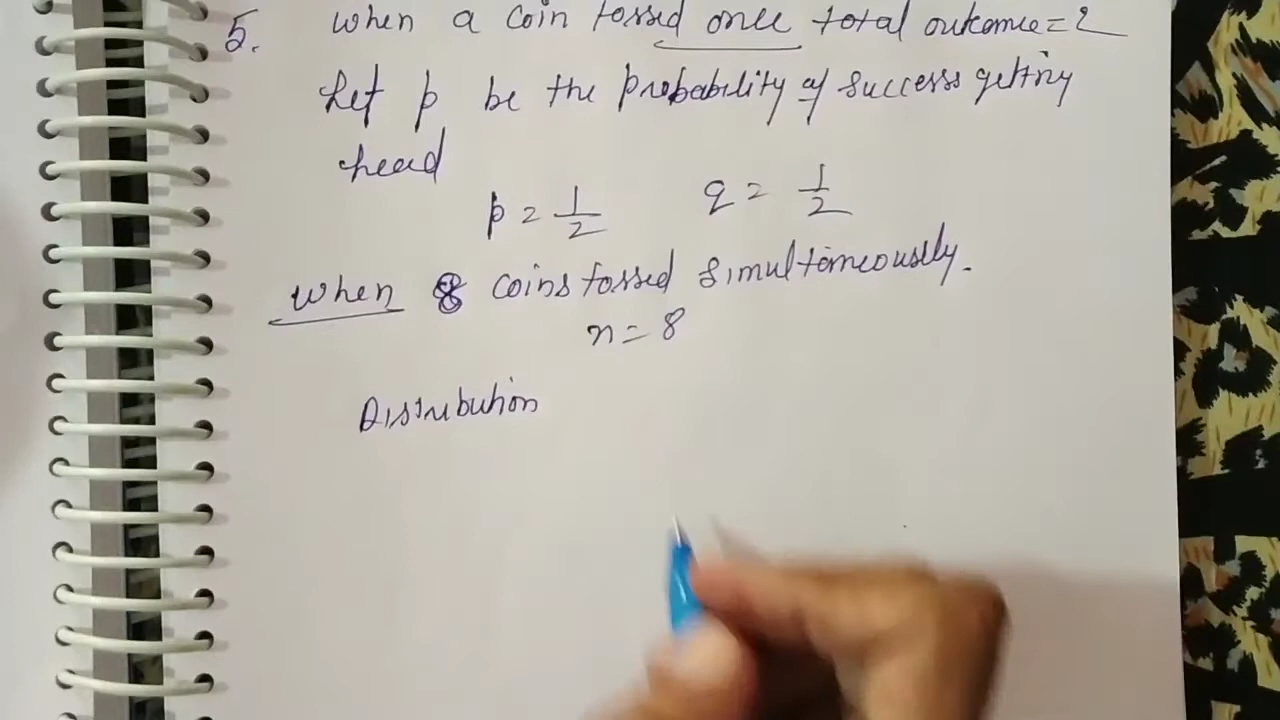 5. When a coin tossed once total outcome = 2
Let p be the probability of success getting
head
p = 1/2 q = 1/2
When 8 coins tossed simultaneously.
n = 8
Distribution